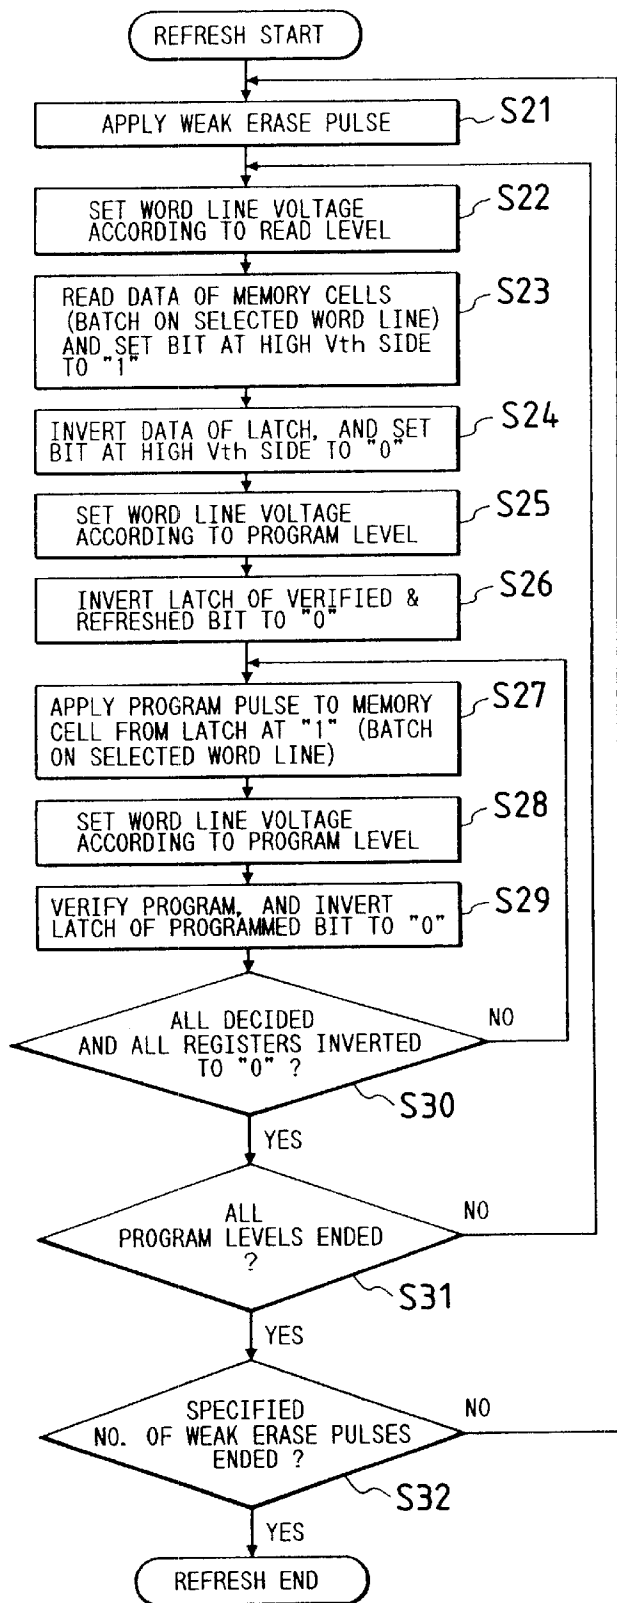 REFRESH START
APPLY WEAK ERASE PULSE
S21
SET WORD LINE VOLTAGE
ACCORDING TO READ LEVEL
S22
READ DATA OF MEMORY CELLS
(BATCH ON SELECTED WORD LINE)
AND SET BIT AT HIGH Vth SIDE
TO "1"
S23
INVERT DATA OF LATCH, AND SET
BIT AT HIGH Vth SIDE TO "0"
S24
SET WORD LINE VOLTAGE
ACCORDING TO PROGRAM LEVEL
S25
INVERT LATCH OF VERIFIED &
REFRESHED BIT TO "0"
S26
APPLY PROGRAM PULSE TO MEMORY
CELL FROM LATCH AT "1" (BATCH
ON SELECTED WORD LINE)
S27
SET WORD LINE VOLTAGE
ACCORDING TO PROGRAM LEVEL
S28
VERIFY PROGRAM, AND INVERT
LATCH OF PROGRAMMED BIT TO "0"
S29
ALL DECIDED
AND ALL REGISTERS INVERTED
TO "0" ?
NO
S30
YES
ALL
PROGRAM LEVELS ENDED
?
NO
S31
YES
SPECIFIED
NO. OF WEAK ERASE PULSES
ENDED ?
NO
S32
YES
REFRESH END